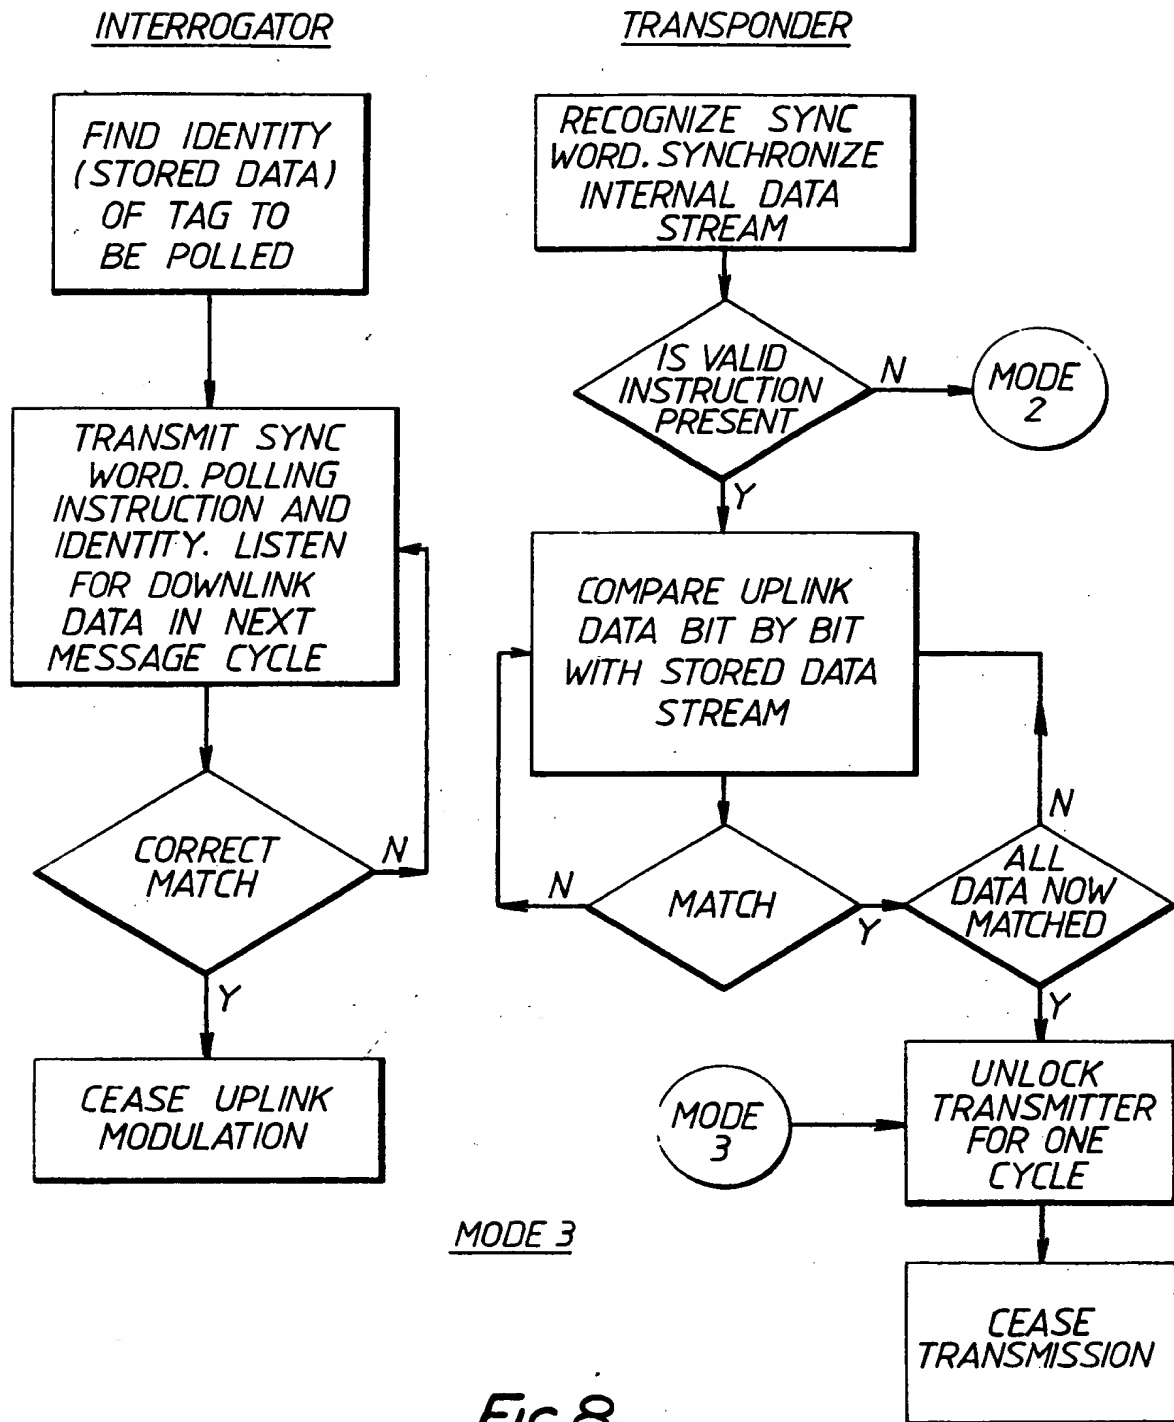 INTERROGATOR
FIND IDENTITY
(STORED DATA)
OF TAG TO
BE POLLED
TRANSMIT SYNC
WORD. POLLING
INSTRUCTION AND
IDENTITY. LISTEN
FOR DOWNLINK
DATA IN NEXT
MESSAGE CYCLE
CORRECT
MATCH
N
Y
CEASE UPLINK
MODULATION
TRANSPONDER
RECOGNIZE SYNC
WORD. SYNCHRONIZE
INTERNAL DATA
STREAM
IS VALID
INSTRUCTION
PRESENT
N
MODE
2
Y
COMPARE UPLINK
DATA BIT BY BIT
WITH STORED DATA
STREAM
MATCH
N
Y
ALL
DATA NOW
MATCHED
N
Y
MODE
3
UNLOCK
TRANSMITTER
FOR ONE
CYCLE
CEASE
TRANSMISSION
MODE 3
FIG.8